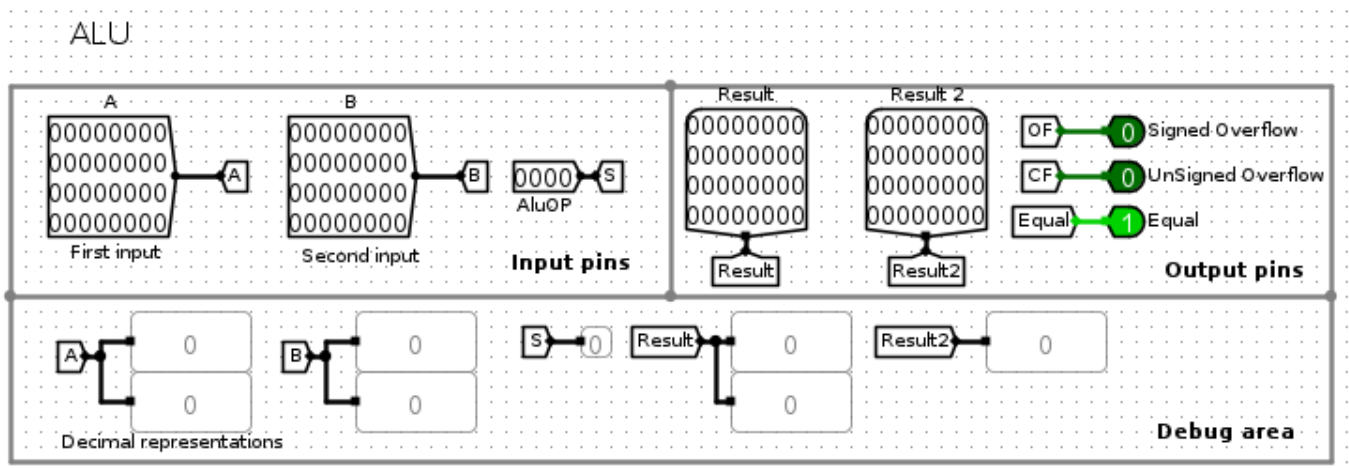 ALU
A
00000000
00000000
00000000
00000000
A
First input
B
00000000
00000000
00000000
00000000
B
Second input
0000
S
AluOP
Input pins
Result
00000000
00000000
00000000
00000000
Result
Result 2
00000000
00000000
00000000
00000000
Result2
OF 0 Signed Overflow
CF 0 UnSigned Overflow
Equal 1 Equal
Output pins
A
0
0
Decimal representations
B
0
0
S 0
Result
0
0
Result2 0
Debug area